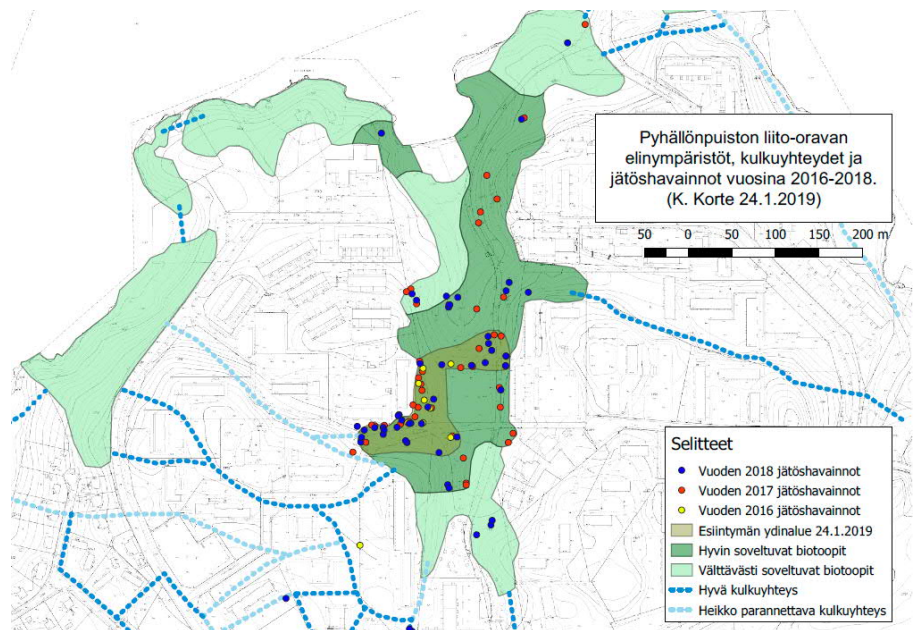 Pyhällönpuiston liito-oravan
elinympäristöt, kulkuyhteydet ja
jätöshavainnot vuosina 2016-2018.
(K. Korte 24.1.2019)
50 0 50 100 150 200 m
Selitteet
Vuoden 2018 jätöshavainnot
Vuoden 2017 jätöshavainnot
Vuoden 2016 jätöshavainnot
Esiintymän ydinalue 24.1.2019
Hyvin soveltuvat biotoopit
Välttävästi soveltuvat biotoopit
Hyvä kulkuyhteys
Heikko parannettava kulkuyhteys